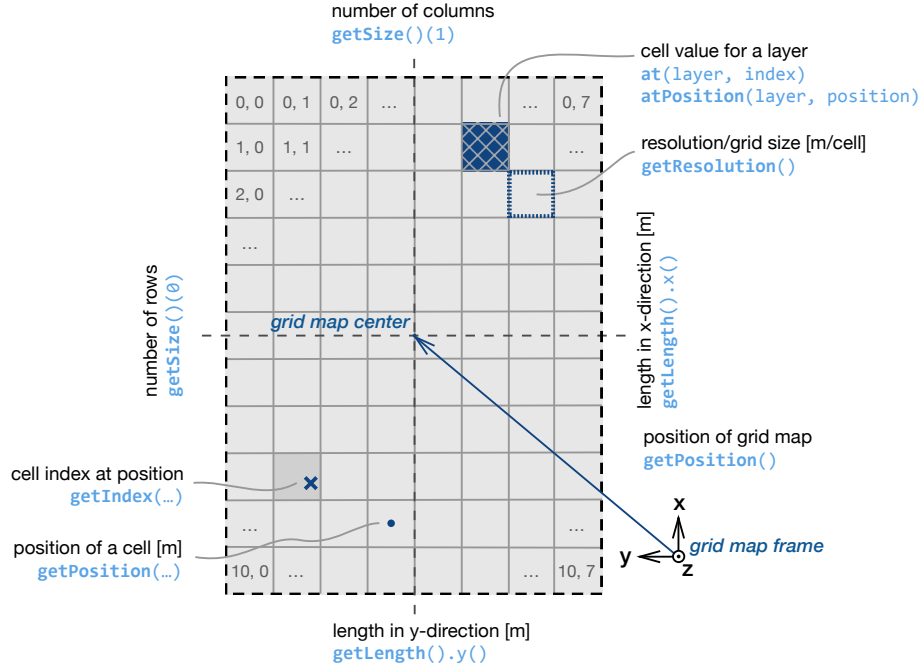 number of columns
getSize()(1)
cell value for a layer
at(layer, index)
atPosition(layer, position)
0, 0
0, 1
0, 2
...
...
0, 7
1, 0
1, 1
...
...
resolution/grid size [m/cell]
getResolution()
2, 0
...
...
number of rows
getSize()(0)
length in x-direction [m]
getLength().x()
grid map center
position of grid map
getPosition()
cell index at position
getIndex(…)
...
...
position of a cell [m]
getPosition(…)
x
y
z
grid map frame
10, 0
...
...
10, 7
length in y-direction [m]
getLength().y()